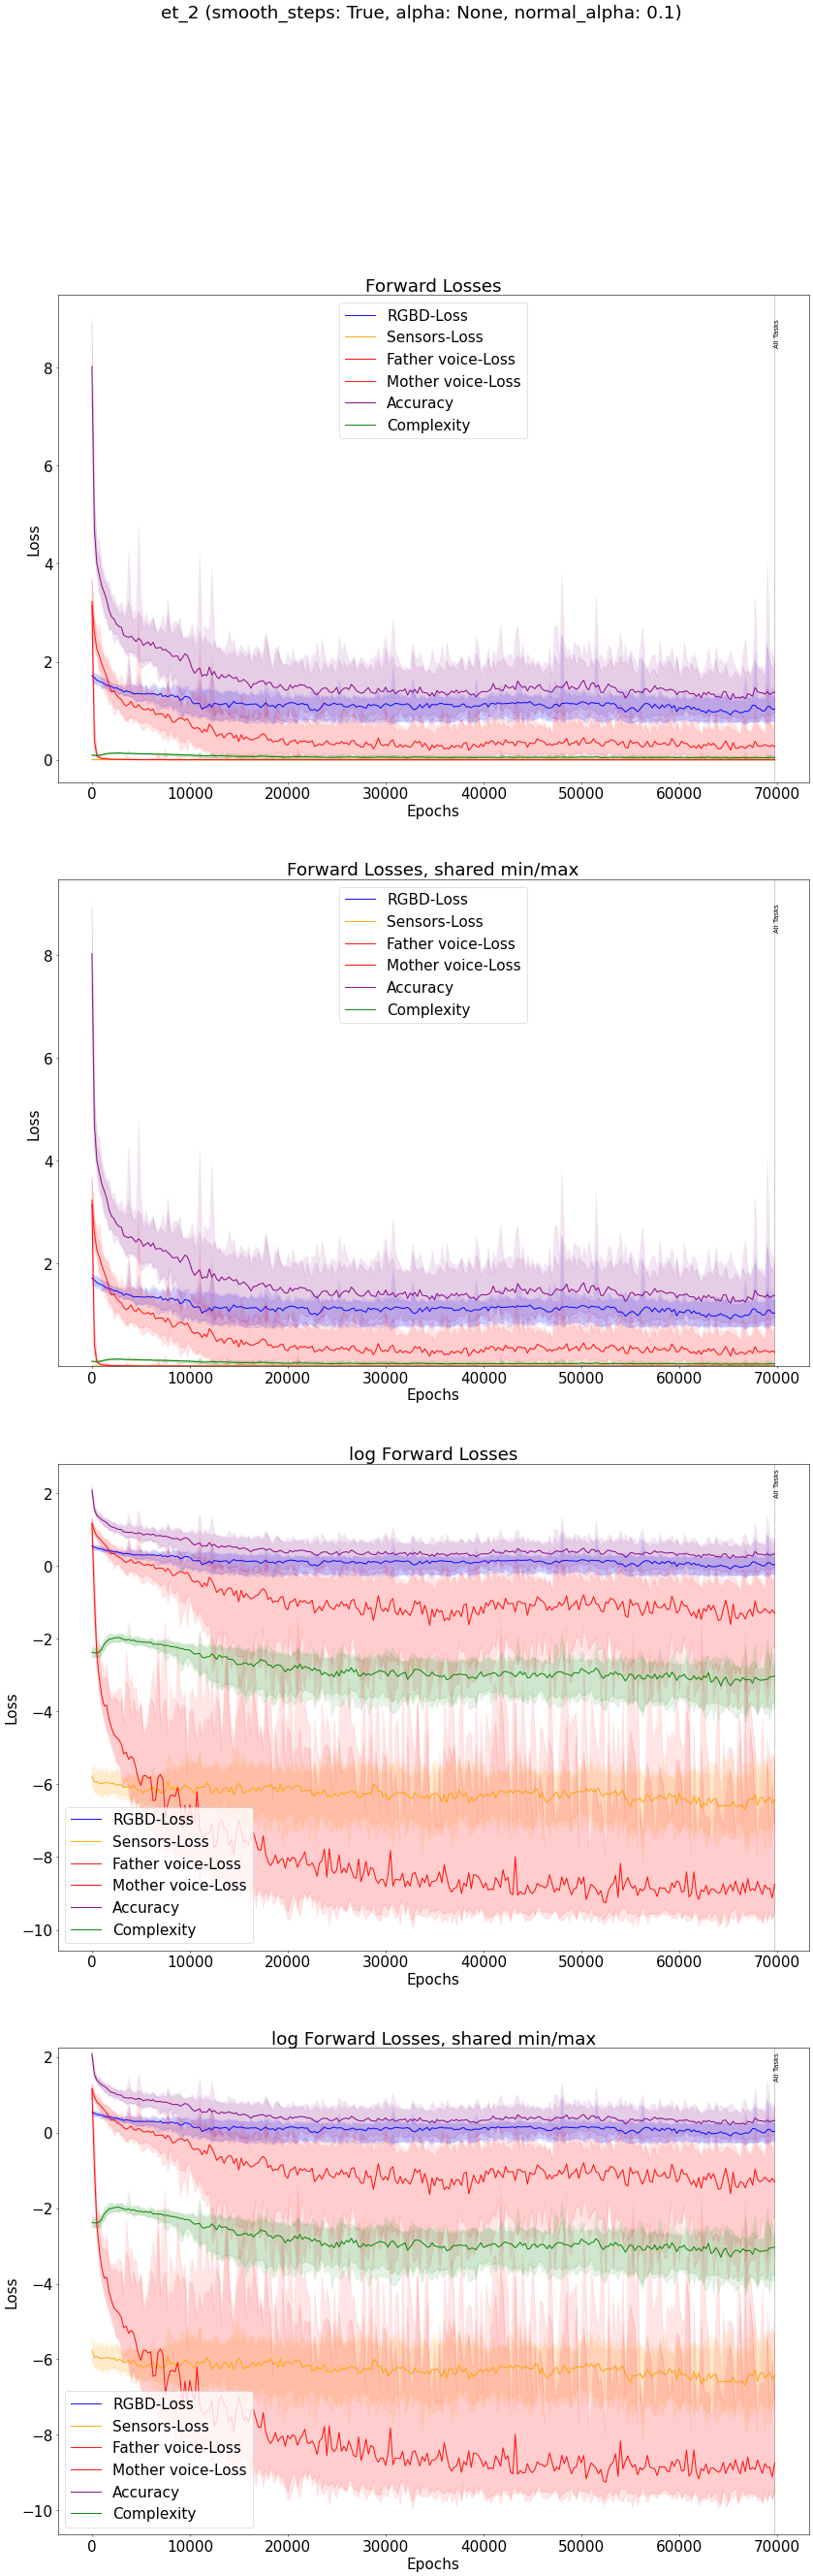 et_2 (smooth_steps: True, alpha: None, normal_alpha: 0.1)
Forward Losses
RGBD-Loss
Sensors-Loss
Father voice-Loss
Mother voice-Loss
Accuracy
Complexity
All Tasks
8
6
4
2
0
Loss
0 10000 20000 30000 40000 50000 60000 70000
Epochs
Forward Losses, shared min/max
RGBD-Loss
Sensors-Loss
Father voice-Loss
Mother voice-Loss
Accuracy
Complexity
All Tasks
8
6
4
2
Loss
0 10000 20000 30000 40000 50000 60000 70000
Epochs
log Forward Losses
All Tasks
2
0
−2
−4
−6
−8
−10
Loss
RGBD-Loss
Sensors-Loss
Father voice-Loss
Mother voice-Loss
Accuracy
Complexity
0 10000 20000 30000 40000 50000 60000 70000
Epochs
log Forward Losses, shared min/max
All Tasks
2
0
−2
−4
−6
−8
−10
Loss
RGBD-Loss
Sensors-Loss
Father voice-Loss
Mother voice-Loss
Accuracy
Complexity
0 10000 20000 30000 40000 50000 60000 70000
Epochs